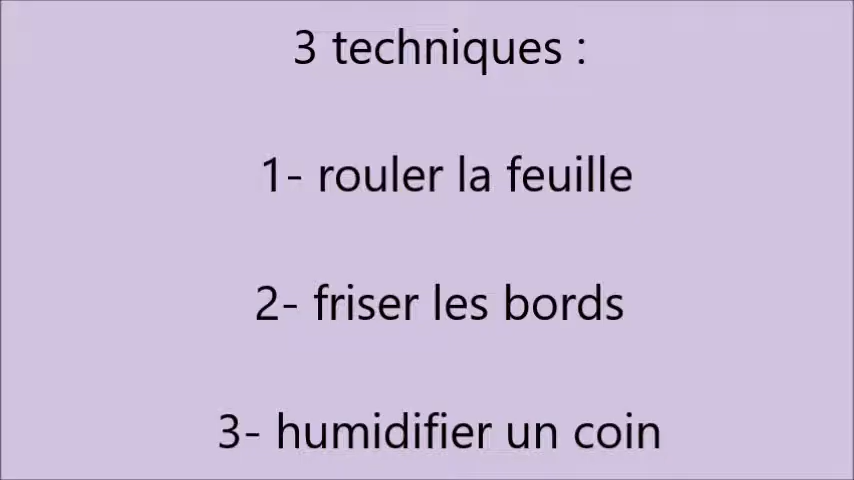 3 techniques :
1- rouler la feuille
2- friser les bords
3- humidifier un coin